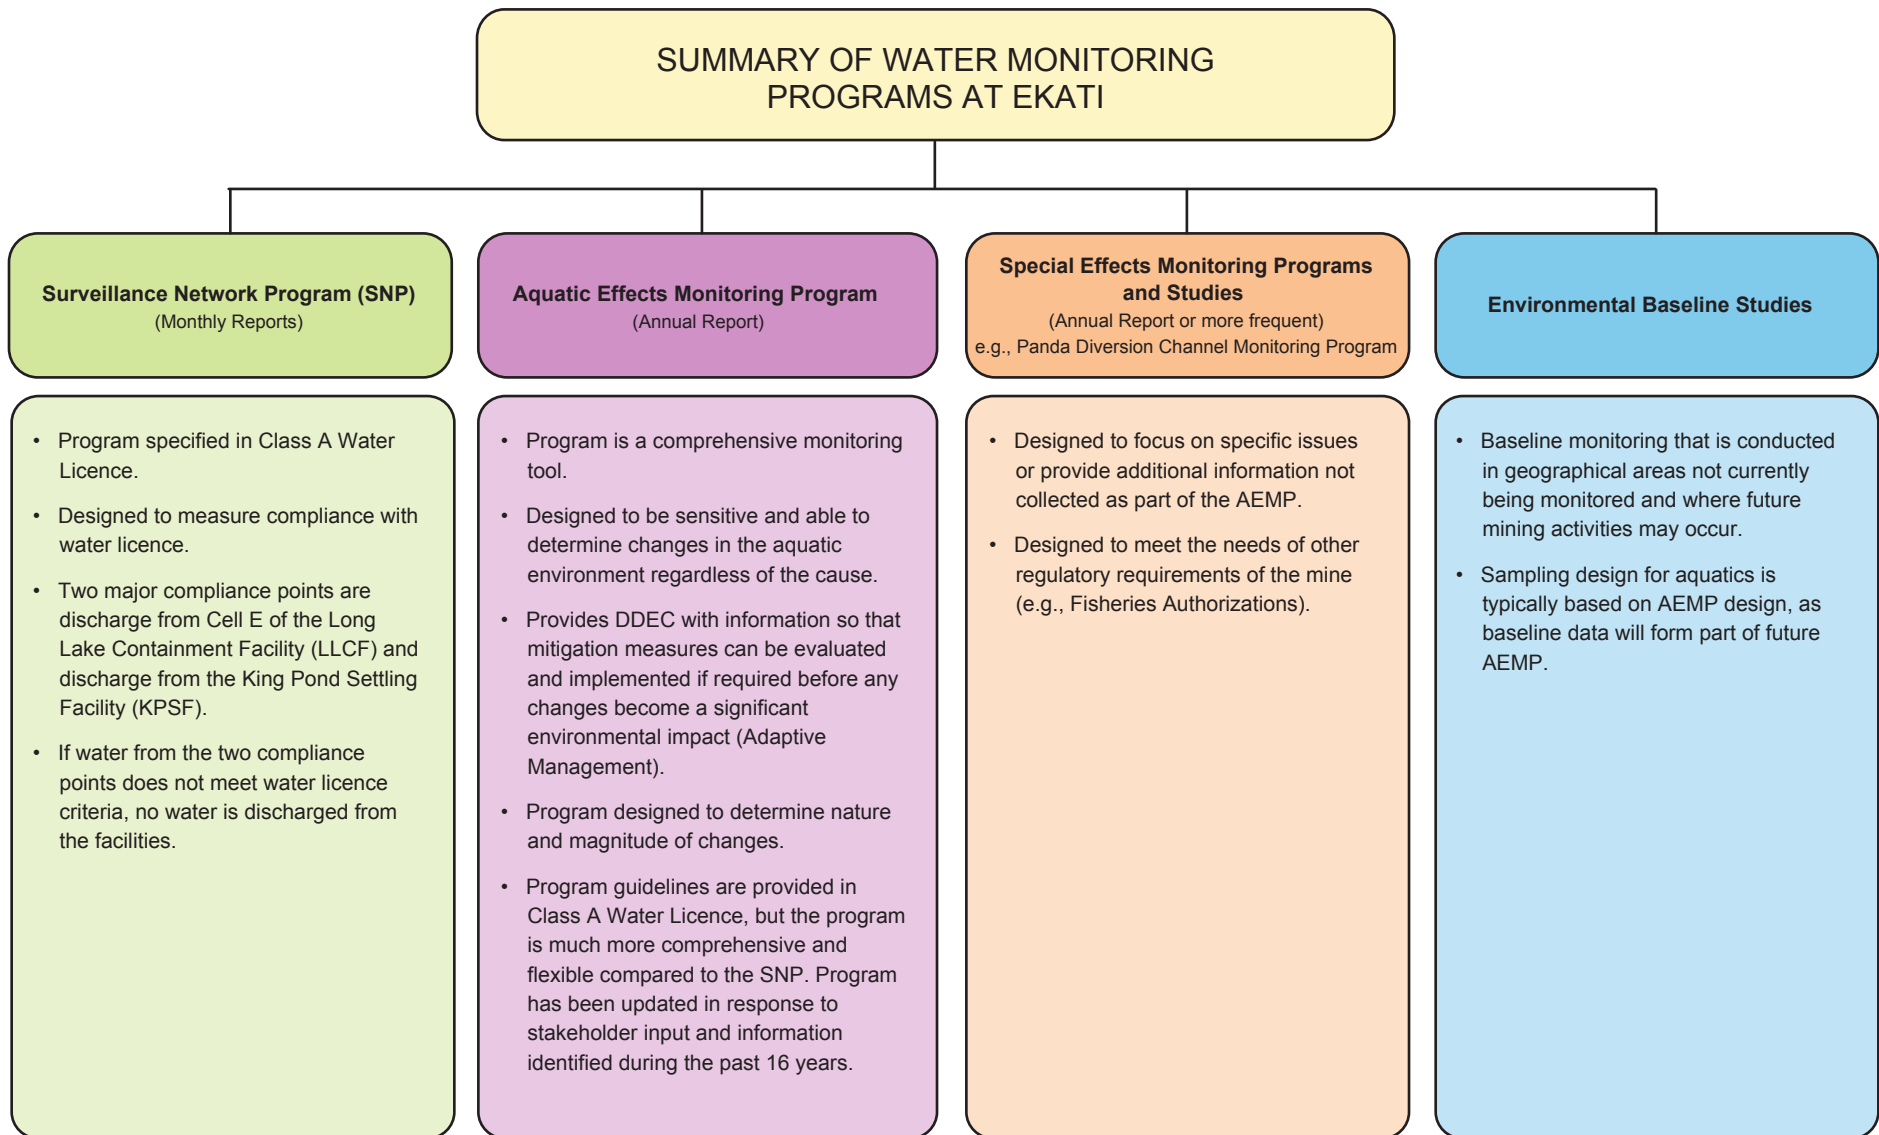 SUMMARY OF WATER MONITORING
PROGRAMS AT EKATI
Surveillance Network Program (SNP)
(Monthly Reports)
• Program specified in Class A Water
Licence.
• Designed to measure compliance with
water licence.
• Two major compliance points are
discharge from Cell E of the Long
Lake Containment Facility (LLCF) and
discharge from the King Pond Settling
Facility (KPSF).
• If water from the two compliance
points does not meet water licence
criteria, no water is discharged from
the facilities.
Aquatic Effects Monitoring Program
(Annual Report)
• Program is a comprehensive monitoring
tool.
• Designed to be sensitive and able to
determine changes in the aquatic
environment regardless of the cause.
• Provides DDEC with information so that
mitigation measures can be evaluated
and implemented if required before any
changes become a significant
environmental impact (Adaptive
Management).
• Program designed to determine nature
and magnitude of changes.
• Program guidelines are provided in
Class A Water Licence, but the program
is much more comprehensive and
flexible compared to the SNP. Program
has been updated in response to
stakeholder input and information
identified during the past 16 years.
Special Effects Monitoring Programs
and Studies
(Annual Report or more frequent)
e.g., Panda Diversion Channel Monitoring Program
• Designed to focus on specific issues
or provide additional information not
collected as part of the AEMP.
• Designed to meet the needs of other
regulatory requirements of the mine
(e.g., Fisheries Authorizations).
Environmental Baseline Studies
• Baseline monitoring that is conducted
in geographical areas not currently
being monitored and where future
mining activities may occur.
• Sampling design for aquatics is
typically based on AEMP design, as
baseline data will form part of future
AEMP.